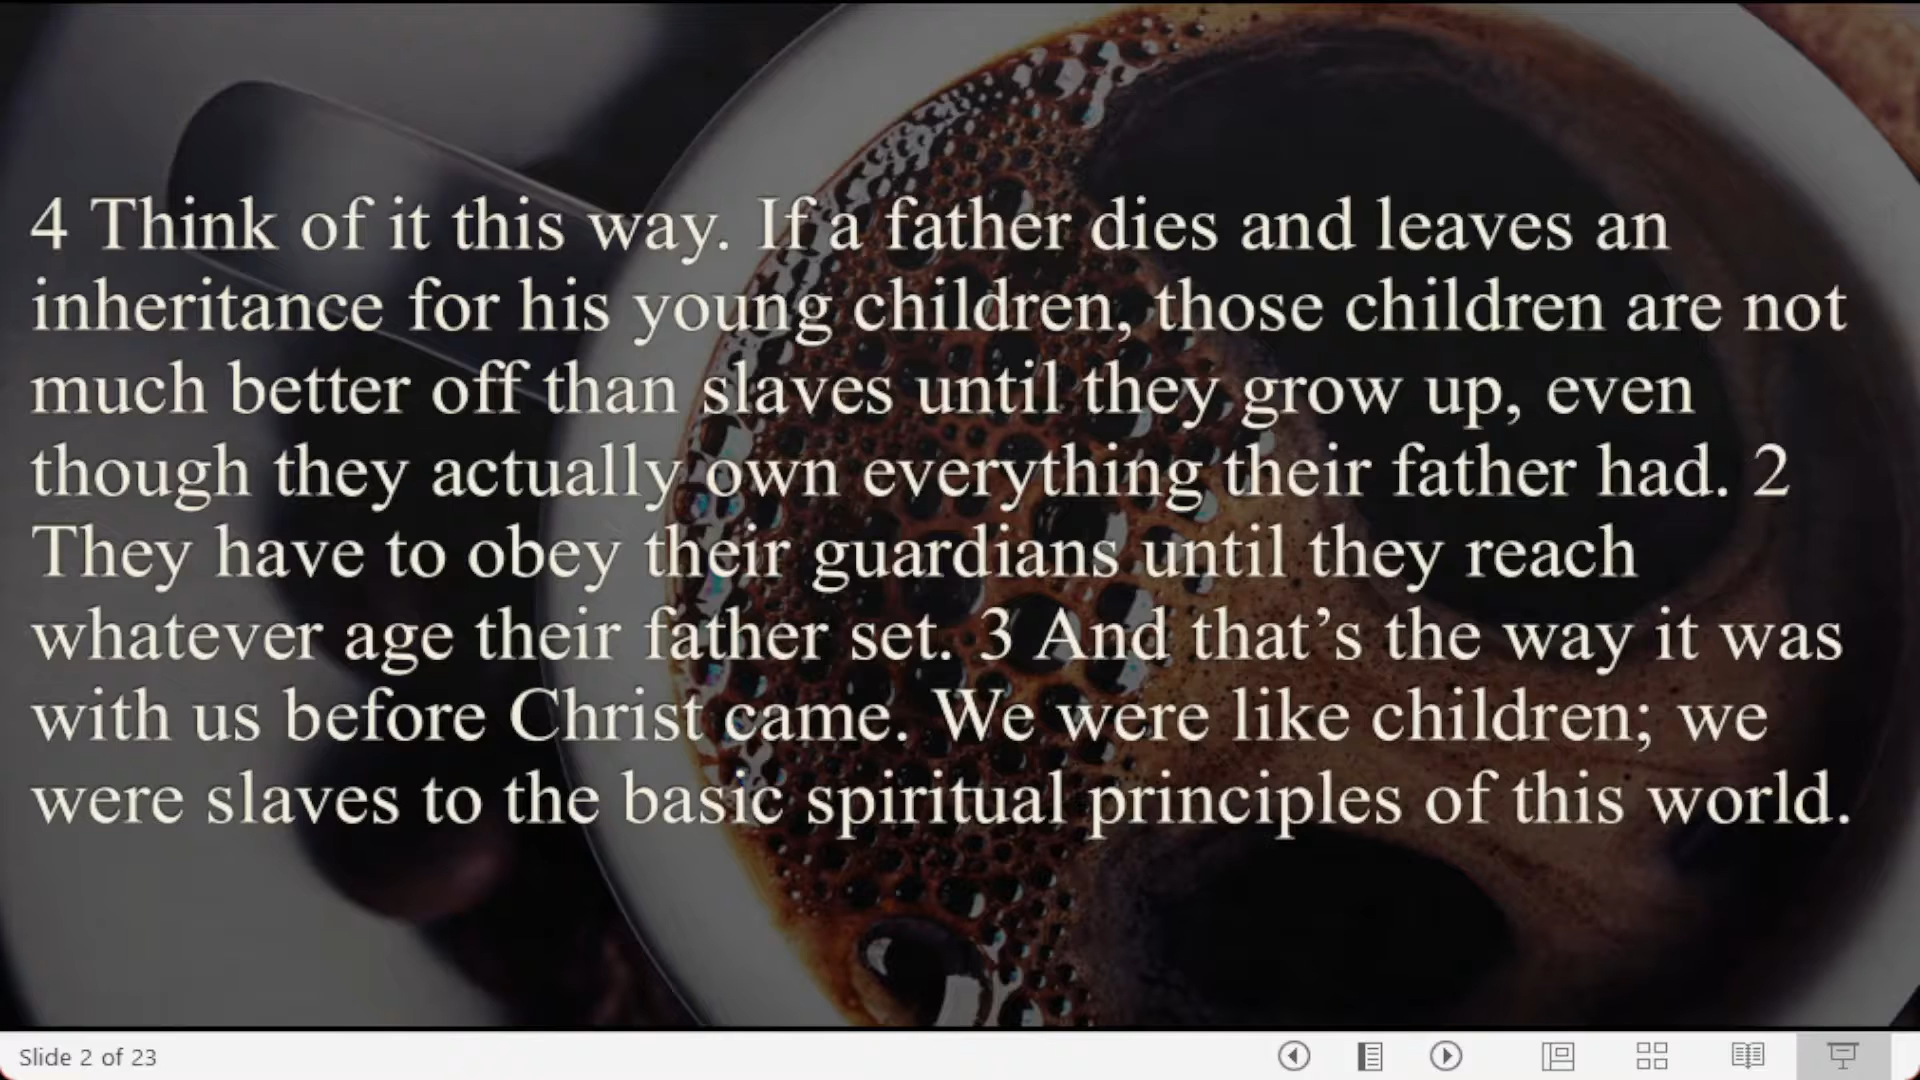 4 Think of it this way. If a father dies and leaves an
inheritance for his young children, those children are not
much better off than slaves until they grow up, even
though they actually own everything their father had. 2
They have to obey their guardians until they reach
whatever age their father set. 3 And that’s the way it was
with us before Christ came. We were like children; we
were slaves to the basic spiritual principles of this world.
Slide 2 of 23